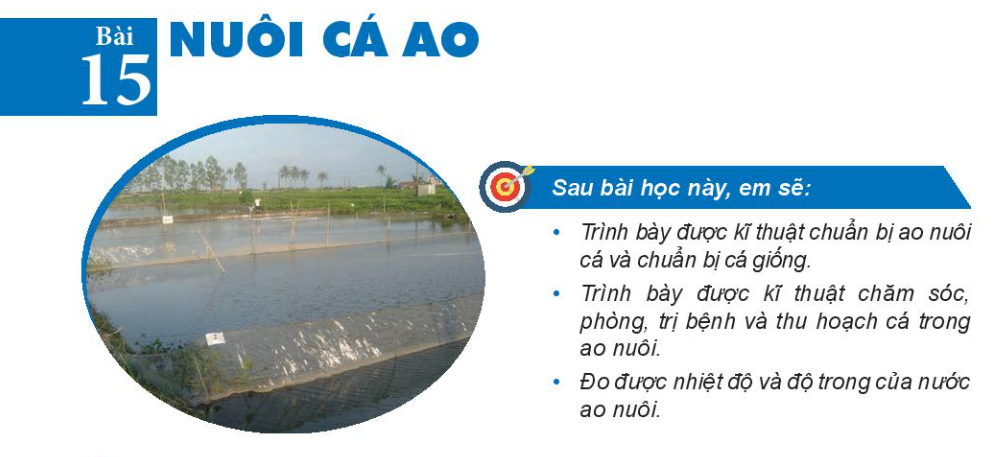 Bài
15
NUÔI CÁ AO
Sau bài học này, em sẽ:
• Trình bày được kĩ thuật chuẩn bị ao nuôi
cá và chuẩn bị cá giống.
• Trình bày được kĩ thuật chăm sóc,
phòng, trị bệnh và thu hoạch cá trong
ao nuôi.
• Đo được nhiệt độ và độ trong của nước
ao nuôi.